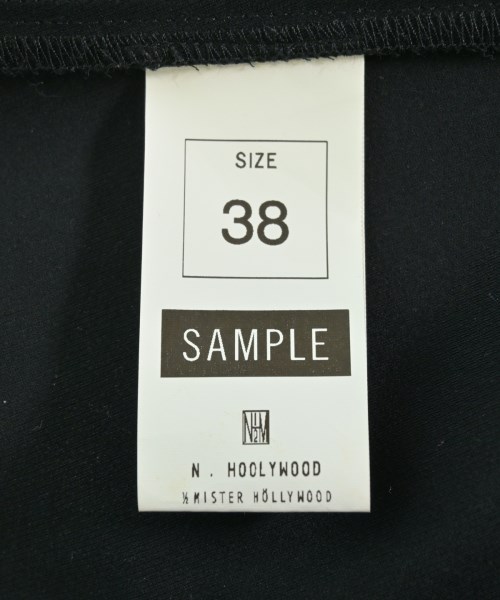 SIZE
38
SAMPLE
N. HOOLYWOOD
½ MISTER HÖLLYWOOD